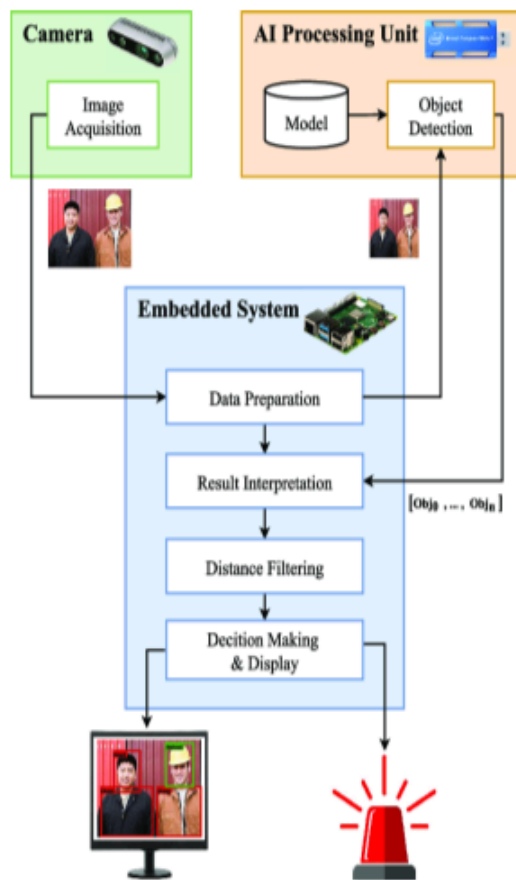 Camera
Image
Acquisition
AI Processing Unit
Model
Object
Detection
Embedded System
Data Preparation
Result Interpretation
[Obj0 , ... , Objn ]
Distance Filtering
Decition Making
& Display